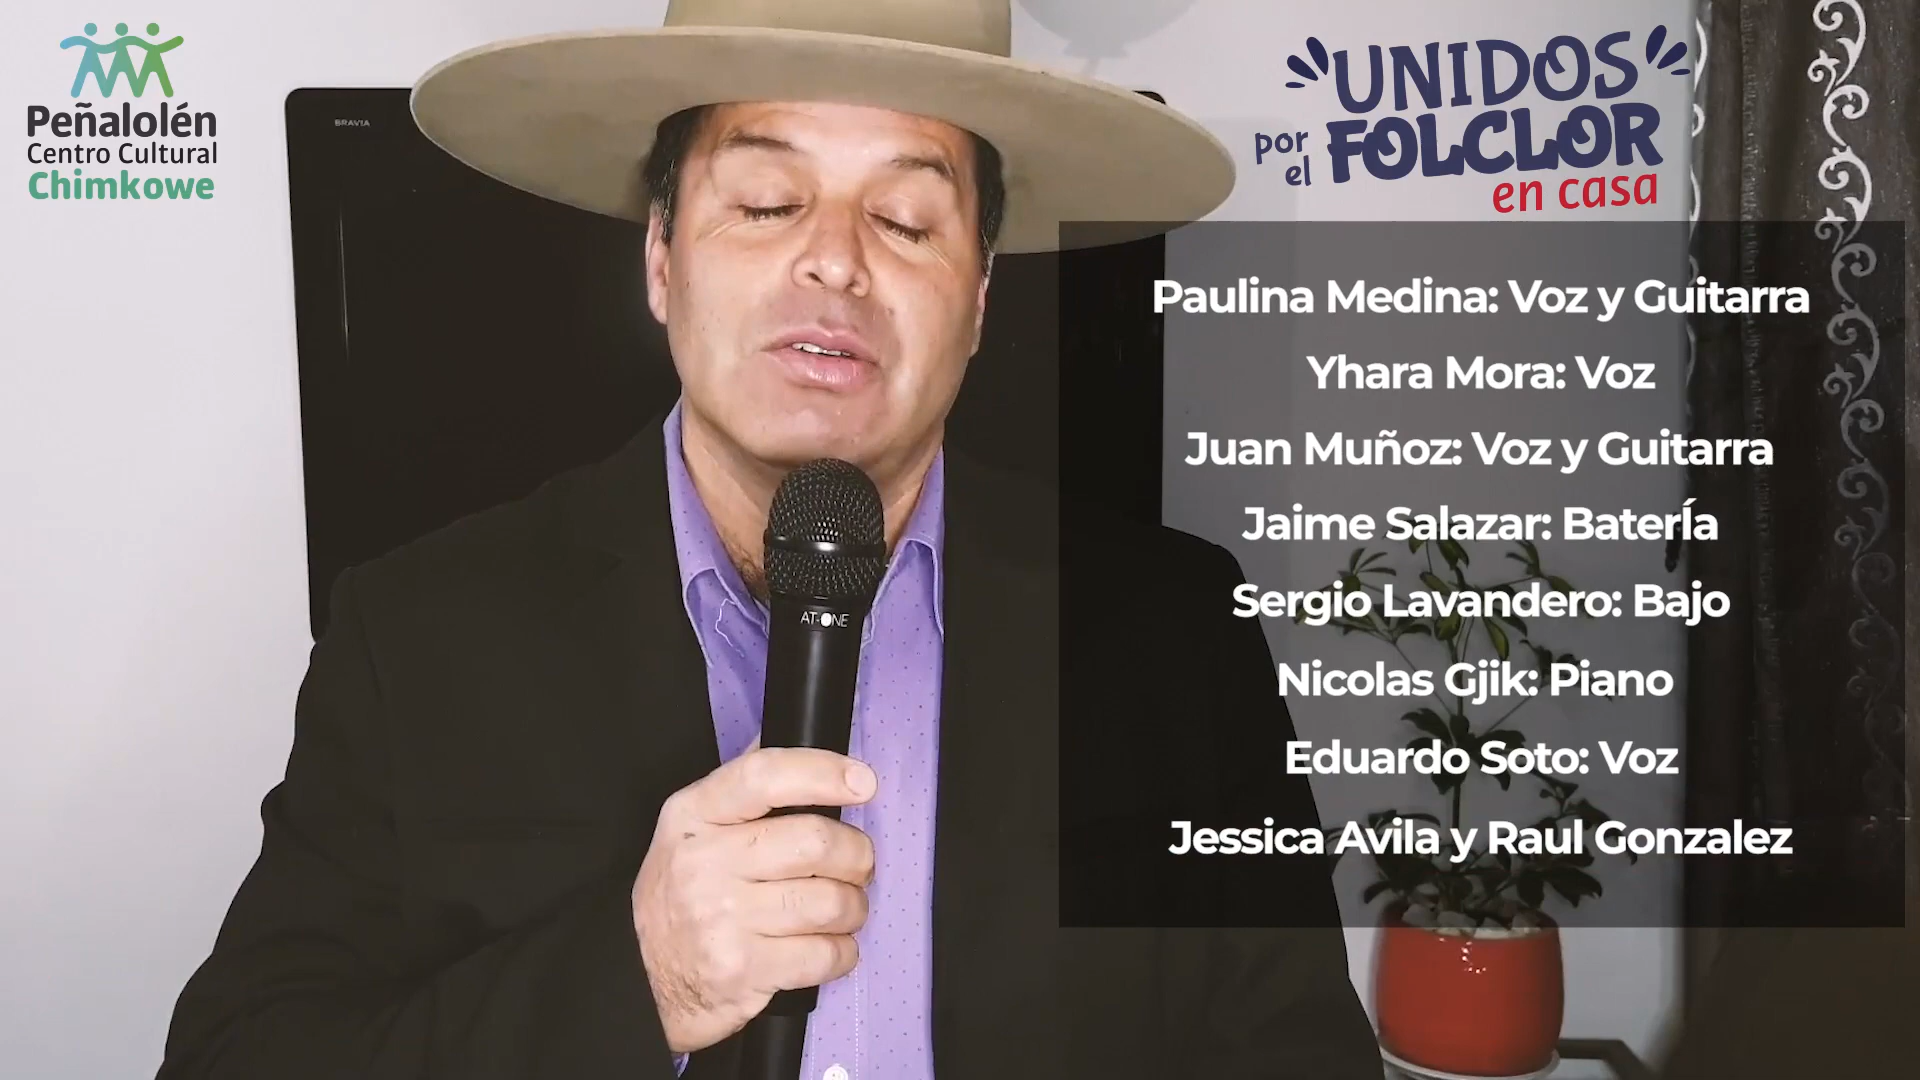 Peñalolén
Centro Cultural
Chimkowe
BRAVIA
UNIDOS
por el FOLCLOR
en casa
Paulina Medina: Voz y Guitarra
Yhara Mora: Voz
Juan Muñoz: Voz y Guitarra
Jaime Salazar: BaterÍa
Sergio Lavandero: Bajo
Nicolas Gjik: Piano
Eduardo Soto: Voz
Jessica Avila y Raul Gonzalez
AT-ONE